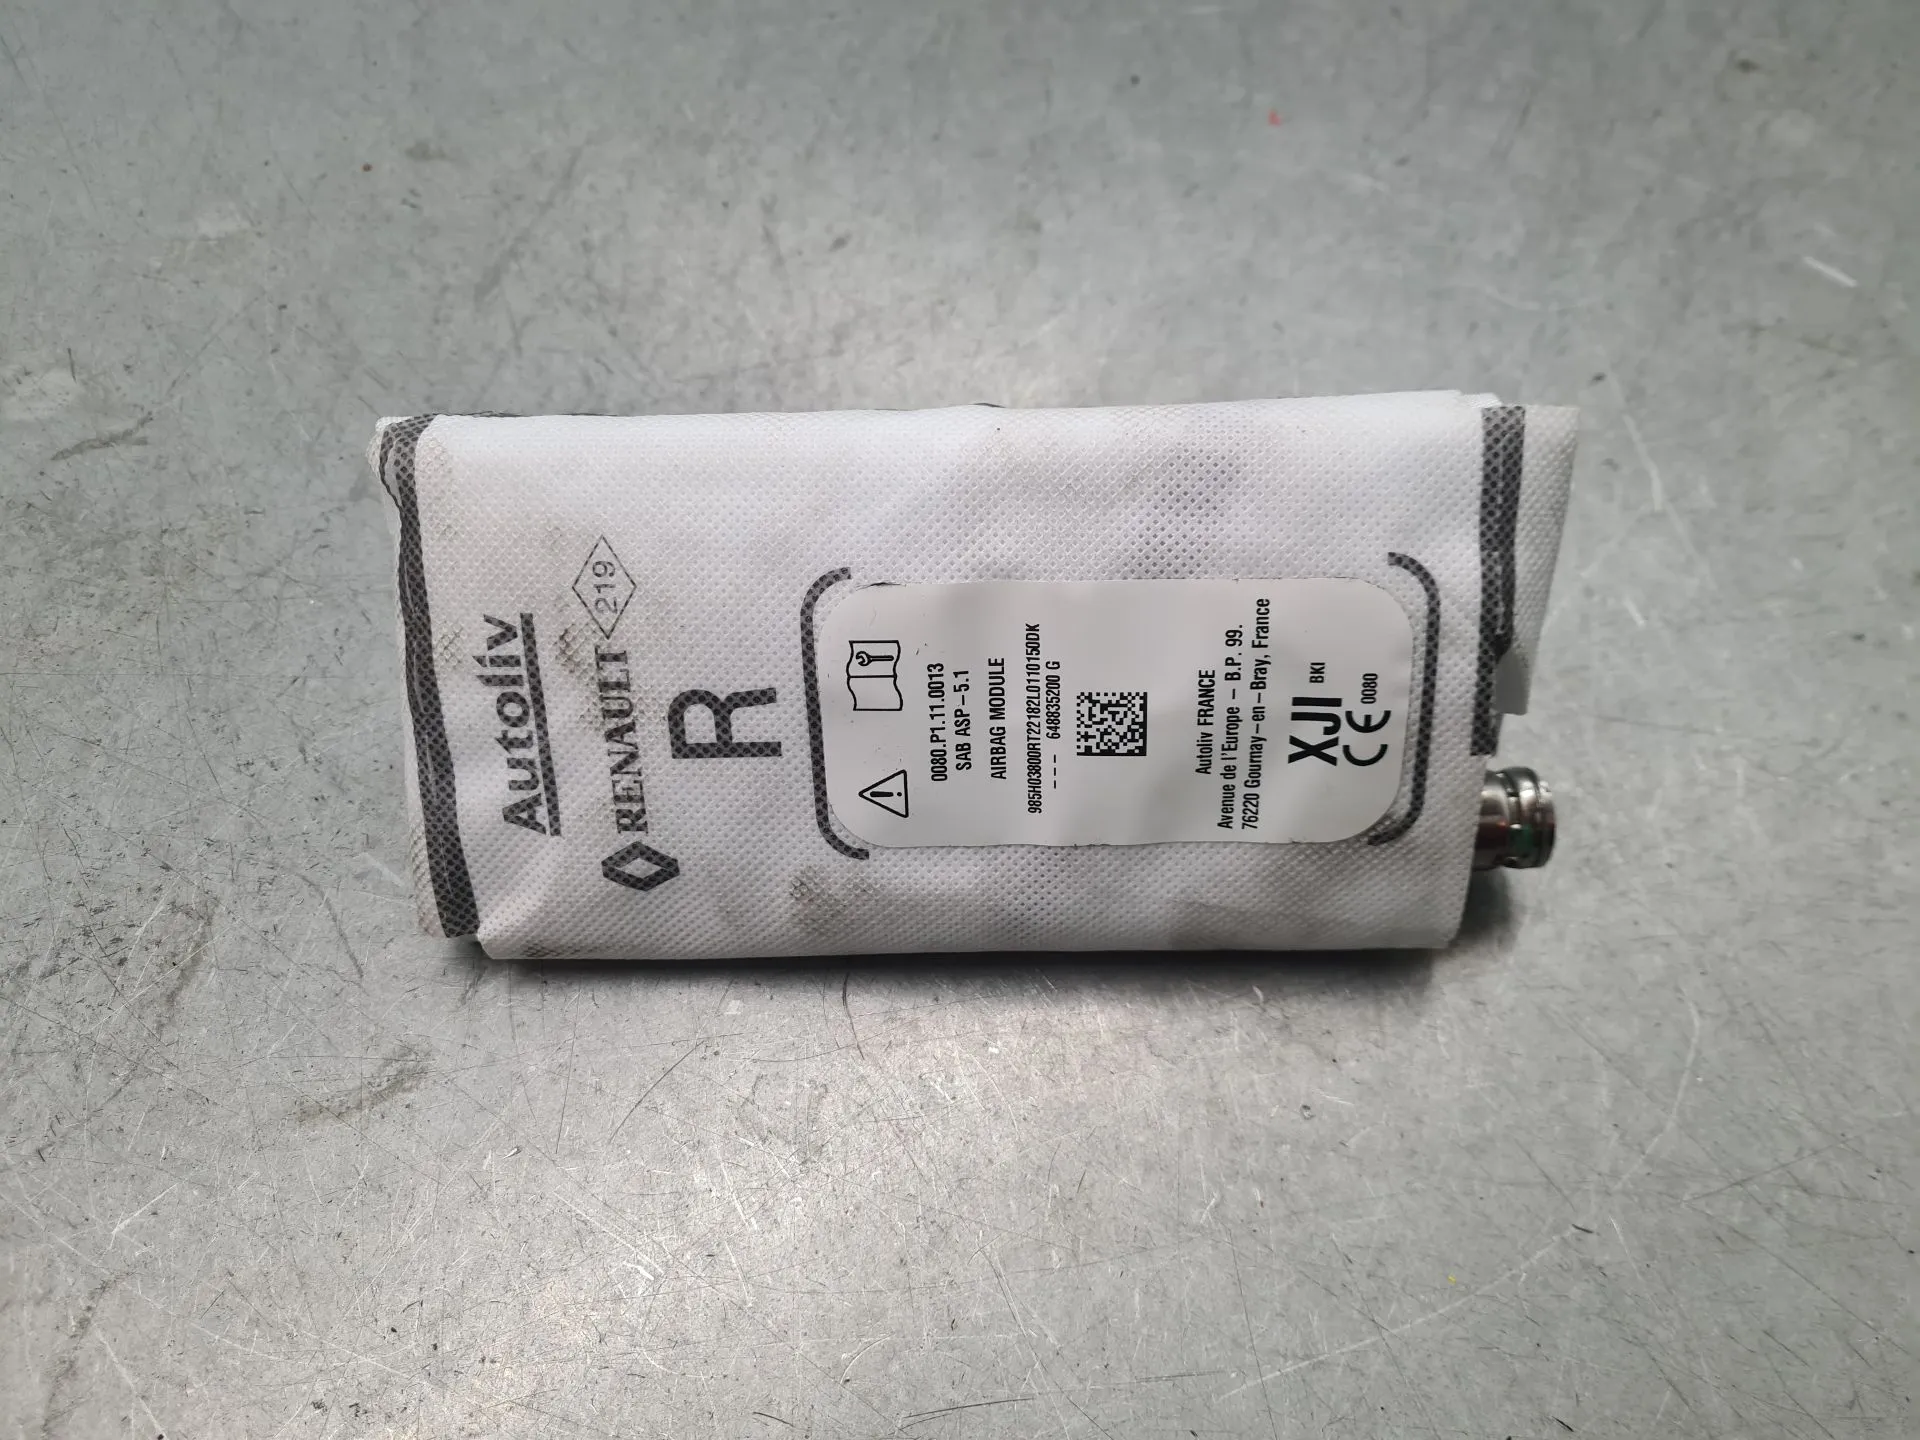 Autoliv
RENAULT 219
R
0080.P1.11.0013
SAB ASP-5.1
AIRBAG MODULE
985H03800RT22182L0110150DK
--- 648835200 G
Autoliv FRANCE
Avenue de l'Europe - B.P. 99.
76220 Gournay-en-Bray, France
XJI BKI
CE 0080